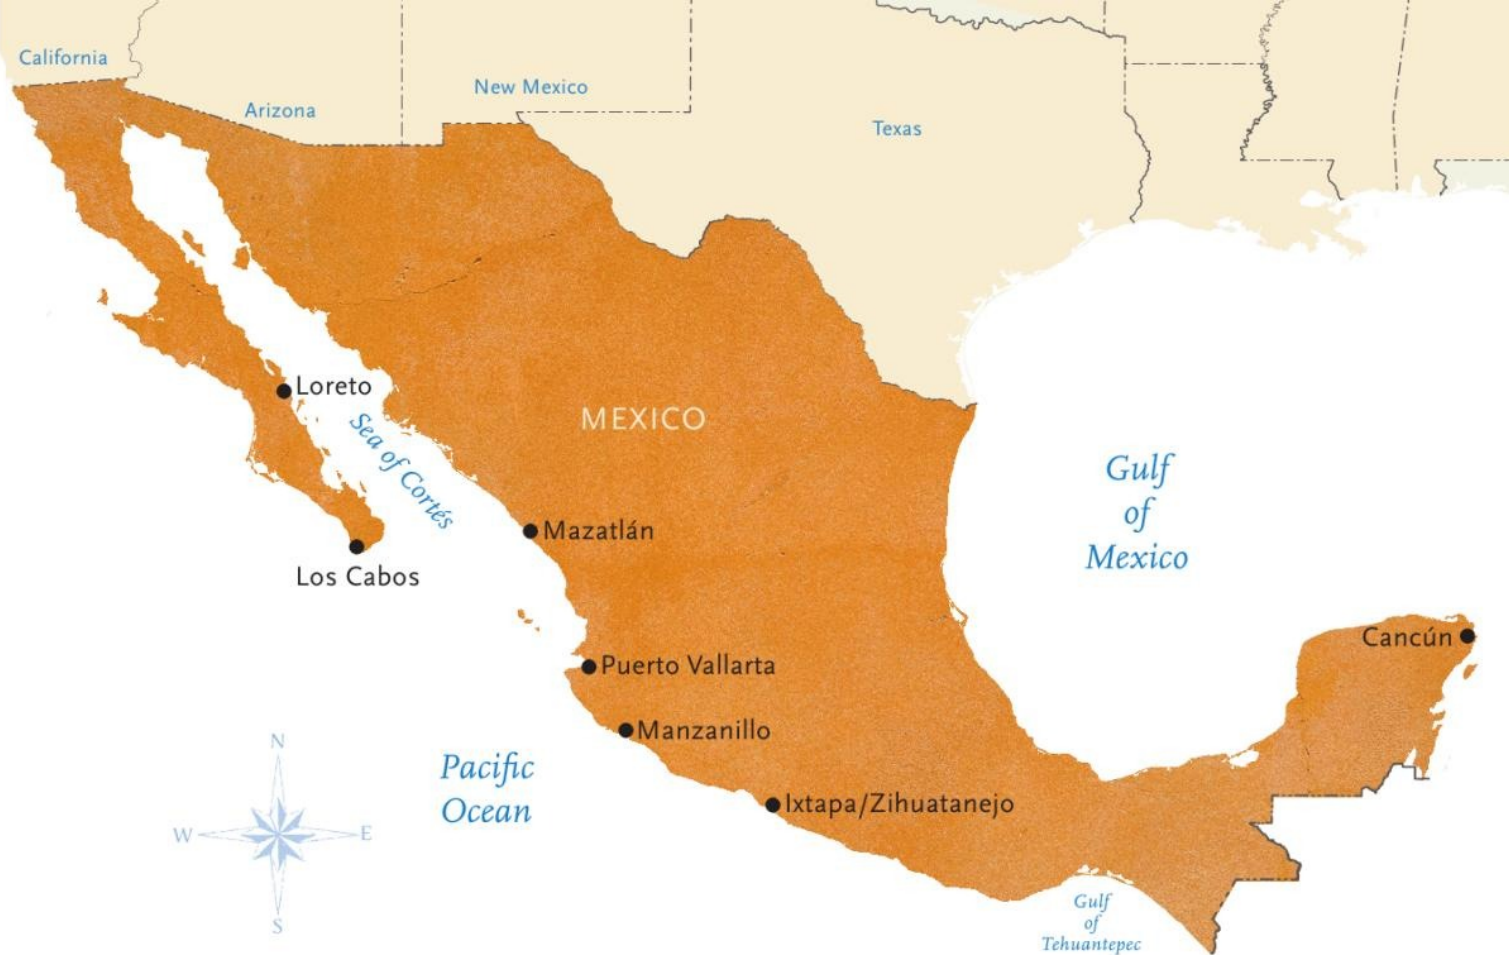 California
New Mexico
Arizona
Texas
Loreto
Sea of Cortés
MEXICO
Gulf
of
Mexico
Mazatlán
Los Cabos
Cancún
Puerto Vallarta
Manzanillo
N
Pacific
Ocean
Ixtapa/Zihuatanejo
W
E
S
Gulf
of
Tehuantepec